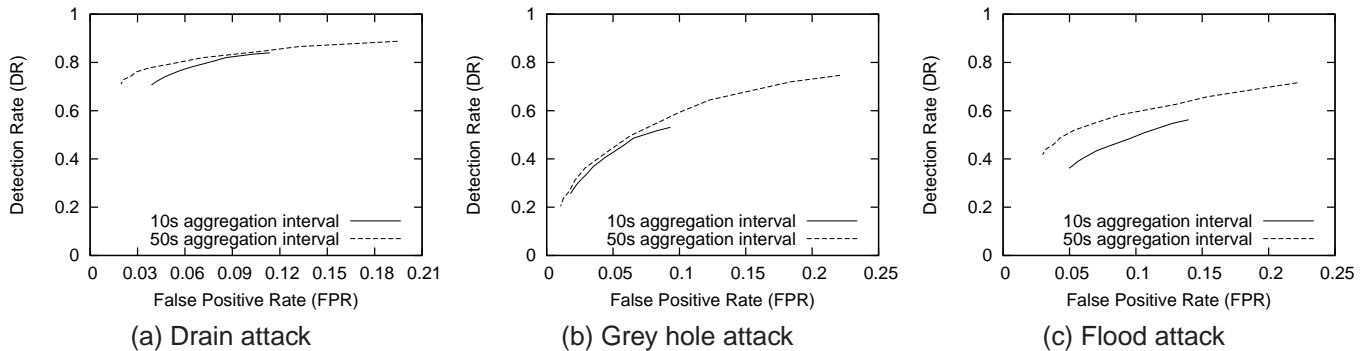 1
0.8
0.6
0.4
0.2
0
Detection Rate (DR)
10s aggregation interval
50s aggregation interval
0 0.03 0.06 0.09 0.12 0.15 0.18 0.21
False Positive Rate (FPR)
(a) Drain attack
1
0.8
0.6
0.4
0.2
0
Detection Rate (DR)
10s aggregation interval
50s aggregation interval
0 0.05 0.1 0.15 0.2 0.25
False Positive Rate (FPR)
(b) Grey hole attack
1
0.8
0.6
0.4
0.2
0
Detection Rate (DR)
10s aggregation interval
50s aggregation interval
0 0.05 0.1 0.15 0.2 0.25
False Positive Rate (FPR)
(c) Flood attack